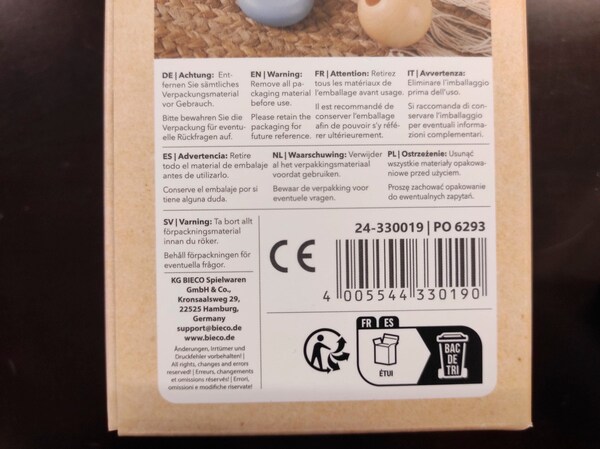 DE | Achtung: Ent-
fernen Sie sämtliches
Verpackungsmaterial
vor Gebrauch.
Bitte bewahren Sie die
Verpackung für eventu-
elle Rückfragen auf.
EN | Warning:
Remove all pa-
ckaging material
before use.
Please retain the
packaging for
future reference.
FR | Attention: Retirez
tous les matériaux de
l'emballage avant usage.
Il est recommandé de
conserver l'emballage
afin de pouvoir s'y réfé-
rer ultérieurement.
IT | Avvertenza:
Eliminare l'imballaggio
prima dell'uso.
Si raccomanda di con-
servare l'imballaggio
per eventuali informa-
zioni complementari.
ES | Advertencia: Retire
todo el material de embalaje
antes de utilizarlo.
Conserve el embalaje por si
tiene alguna duda.
NL | Waarschuwing: Verwijder
al het verpakkingsmateriaal
voordat gebruiken.
Bewaar de verpakking voor
eventuele vragen.
PL | Ostrzeżenie: Usunąć
wszystkie materiały opakowa-
niowe przed użyciem.
Proszę zachować opakowanie
do ewentualnych zapytań.
SV | Varning: Ta bort allt
förpackningsmaterial
innan du röker.
Behåll förpackningen för
eventuella frågor.
KG BIECO Spielwaren
GmbH & Co.,
Kronsaalsweg 29,
22525 Hamburg,
Germany
support@bieco.de
www.bieco.de
Änderungen, Irrtümer und
Druckfehler vorbehalten! |
All rights, changes and errors
reserved! | Erreurs, changements
et omissions réservés! | Errori,
omissioni e modifiche riservate!
CE
24-330019 | PO 6293
4 005544 330190
FR ES
ÉTUI
BAC
DE
TRI